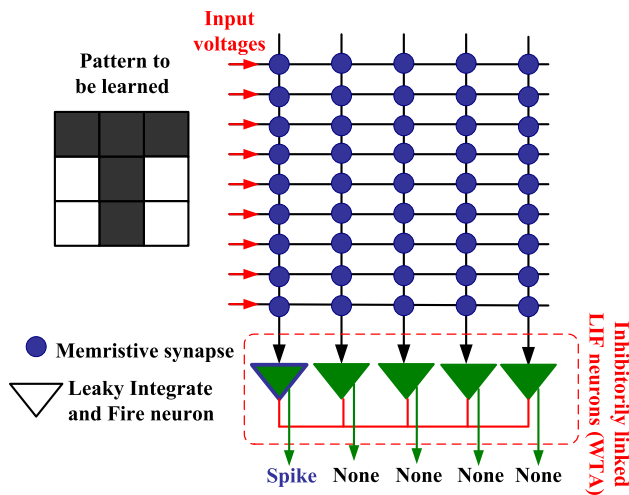 Input
voltages
Pattern to
be learned
Memristive synapse
Leaky Integrate
and Fire neuron
Inhibitorily linked
LIF neurons (WTA)
Spike None None None None